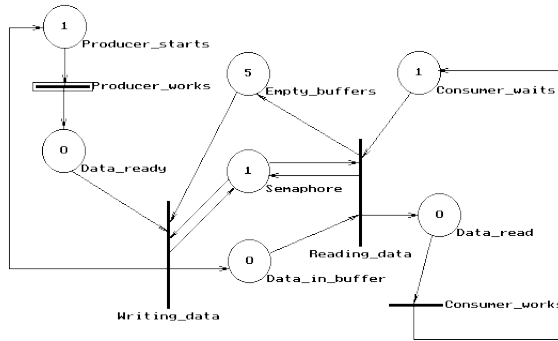 1
Producer_starts
Producer_works
5
Empty_buffers
1
Consumer_waits
0
Data_ready
1
Semaphore
0
Data_read
Reading_data
0
Data_in_buffer
Consumer_works
Writing_data